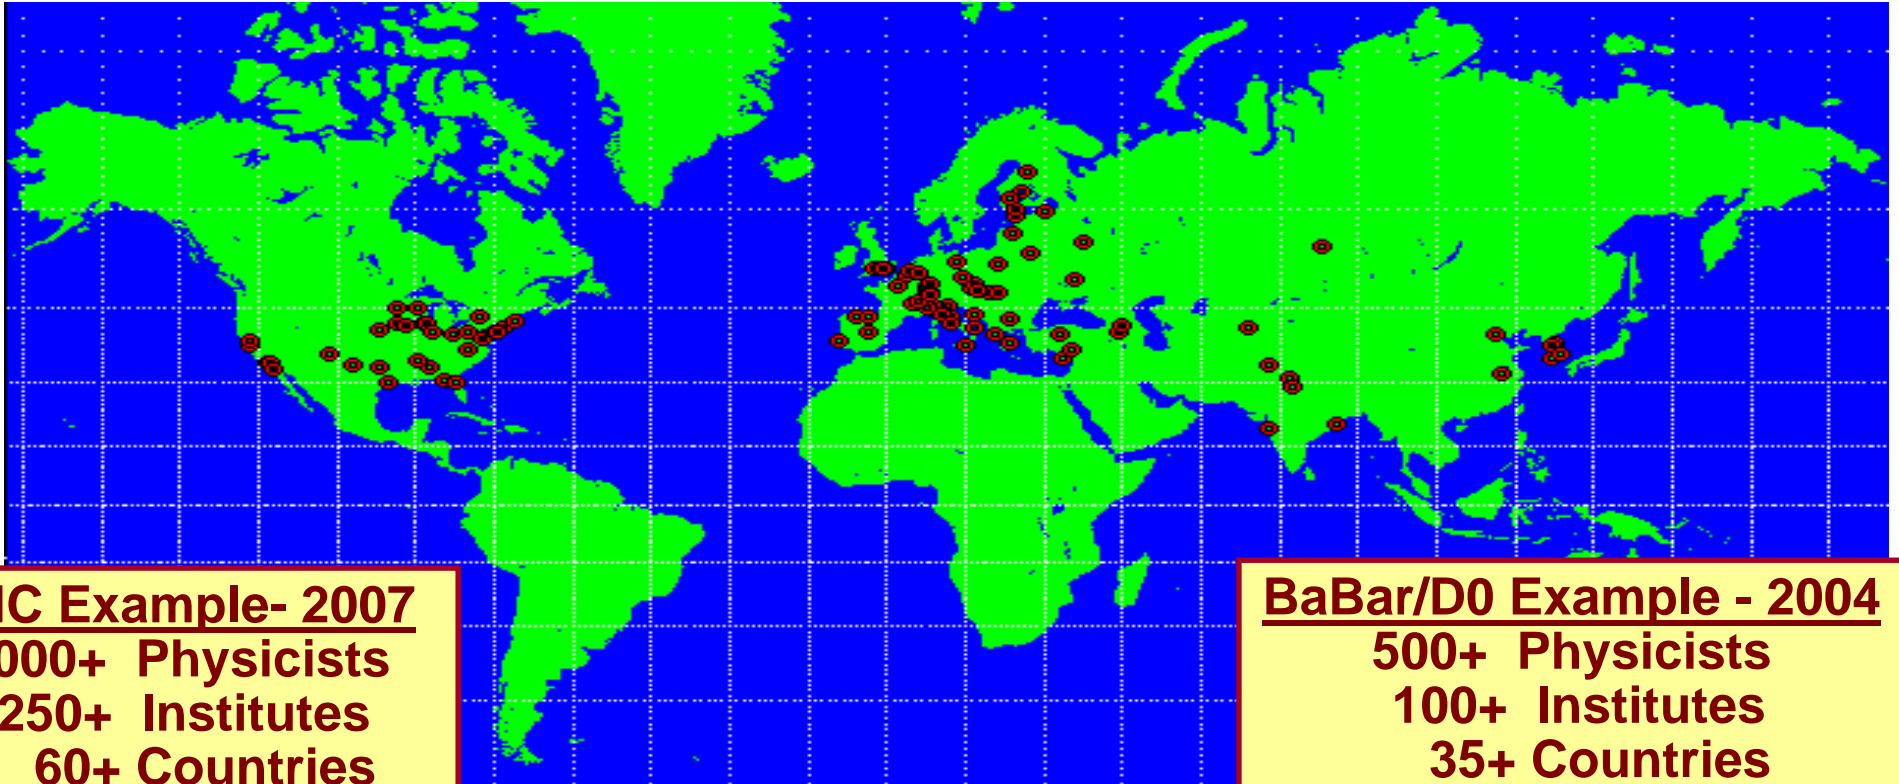 IC Example- 2007
000+ Physicists
250+ Institutes
60+ Countries
BaBar/D0 Example - 2004
500+ Physicists
100+ Institutes
35+ Countries